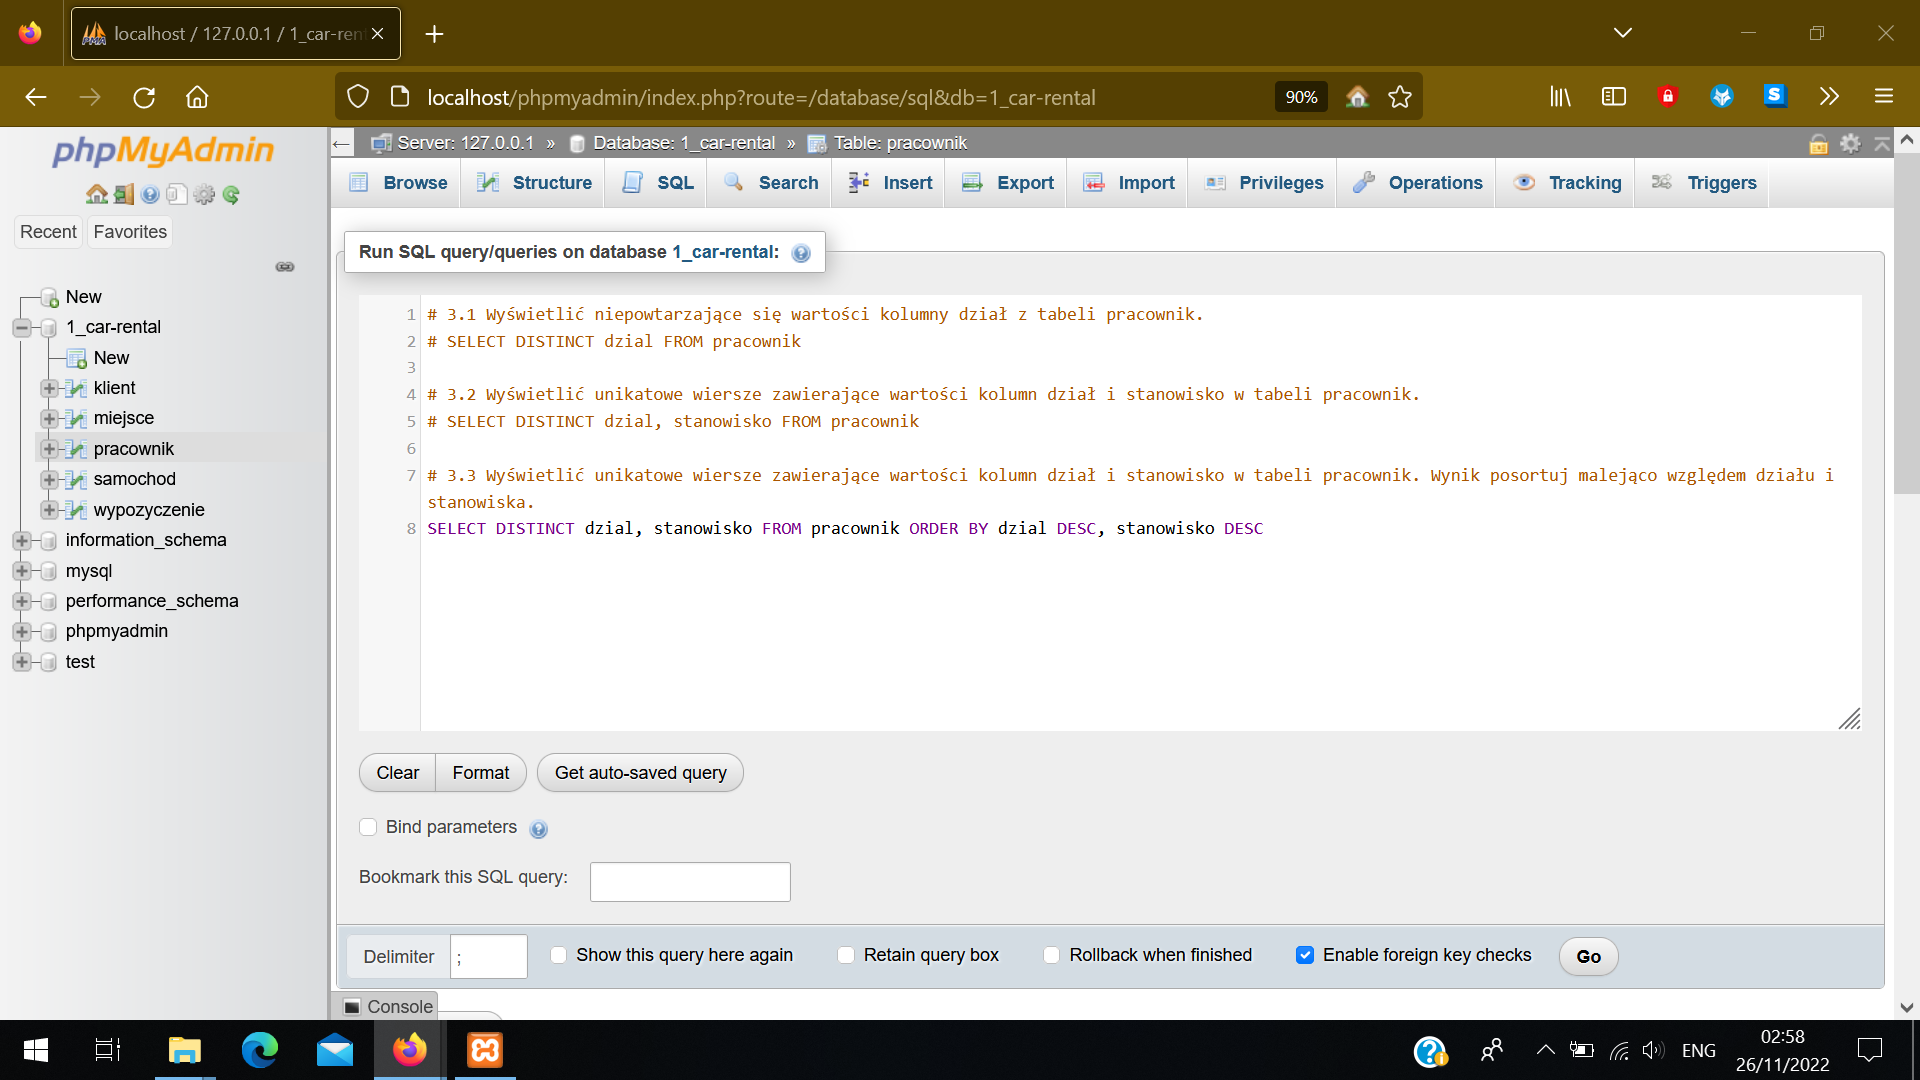 localhost / 127.0.0.1 / 1_car-ren
localhost/phpmyadmin/index.php?route=/database/sql&db=1_car-rental
90%
phpMyAdmin
Recent
Favorites
New
1_car-rental
New
klient
miejsce
pracownik
samochod
wypozyczenie
information_schema
mysql
performance_schema
phpmyadmin
test
Server: 127.0.0.1 » Database: 1_car-rental » Table: pracownik
Browse
Structure
SQL
Search
Insert
Export
Import
Privileges
Operations
Tracking
Triggers
Run SQL query/queries on database 1_car-rental:
1 # 3.1 Wyświetlić niepowtarzające się wartości kolumny dział z tabeli pracownik.
2 # SELECT DISTINCT dzial FROM pracownik
3
4 # 3.2 Wyświetlić unikatowe wiersze zawierające wartości kolumn dział i stanowisko w tabeli pracownik.
5 # SELECT DISTINCT dzial, stanowisko FROM pracownik
6
7 # 3.3 Wyświetlić unikatowe wiersze zawierające wartości kolumn dział i stanowisko w tabeli pracownik. Wynik posortuj malejąco względem działu i
stanowiska.
8 SELECT DISTINCT dzial, stanowisko FROM pracownik ORDER BY dzial DESC, stanowisko DESC
Clear
Format
Get auto-saved query
Bind parameters
Bookmark this SQL query:
Delimiter
;
Show this query here again
Retain query box
Rollback when finished
Enable foreign key checks
Go
Console
ENG
02:58
26/11/2022